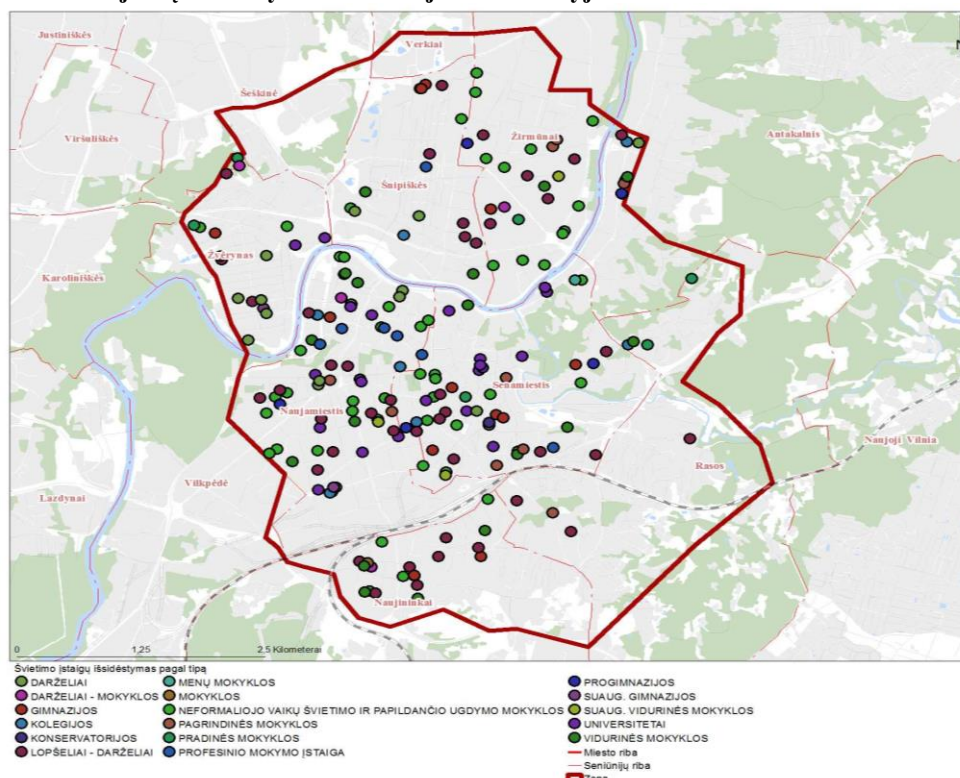 Verkiai
Justiniškės
Šeškinė
Viršuliškės
Žirmūnai
Antakalnis
Šnipiškės
Žvėrynas
Karoliniškės
Senamiestis
Naujamiestis
Naujoji Vilnia
Rasos
Lazdynai
Vilkpėdė
Naujininkai
0 1,25 2,5 Kilometerai
Švietimo įstaigų išsidėstymas pagal tipą
DARŽELIAI
DARŽELIAI - MOKYKLOS
GIMNAZIJOS
KOLEGIJOS
KONSERVATORIJOS
LOPŠELIAI - DARŽELIAI
MENŲ MOKYKLOS
MOKYKLOS
NEFORMALIOJO VAIKŲ ŠVIETIMO IR PAPILDANČIO UGDYMO MOKYKLOS
PAGRINDINĖS MOKYKLOS
PRADINĖS MOKYKLOS
PROFESINIO MOKYMO ĮSTAIGA
PROGIMNAZIJOS
SUAUG. GIMNAZIJOS
SUAUG. VIDURINĖS MOKYKLOS
UNIVERSITETAI
VIDURINĖS MOKYKLOS
Miesto riba
Seniūnijų riba
Zona